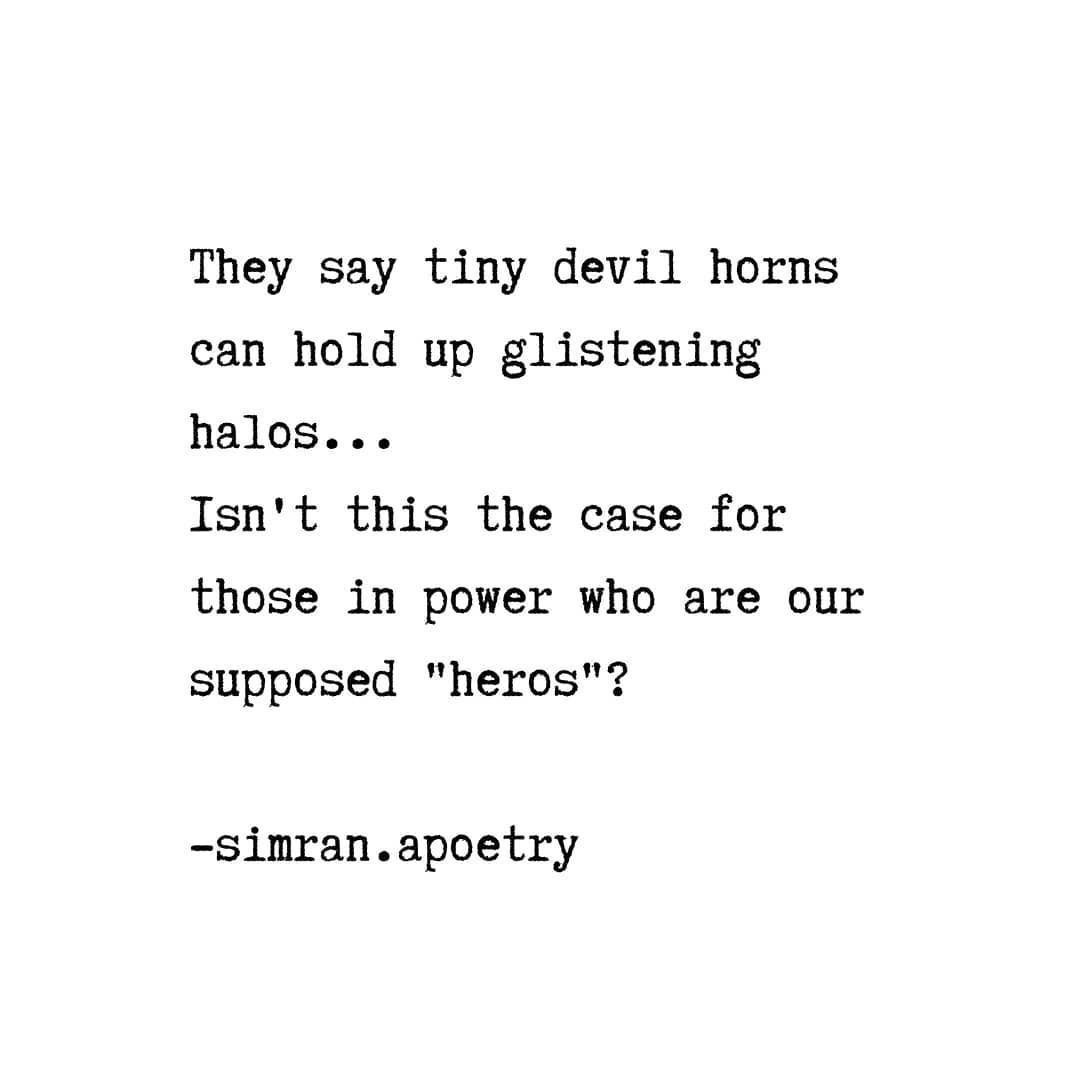 They say tiny devil horns
can hold up glistening
halos...
Isn't this the case for
those in power who are our
supposed "heros"?
-simran.apoetry